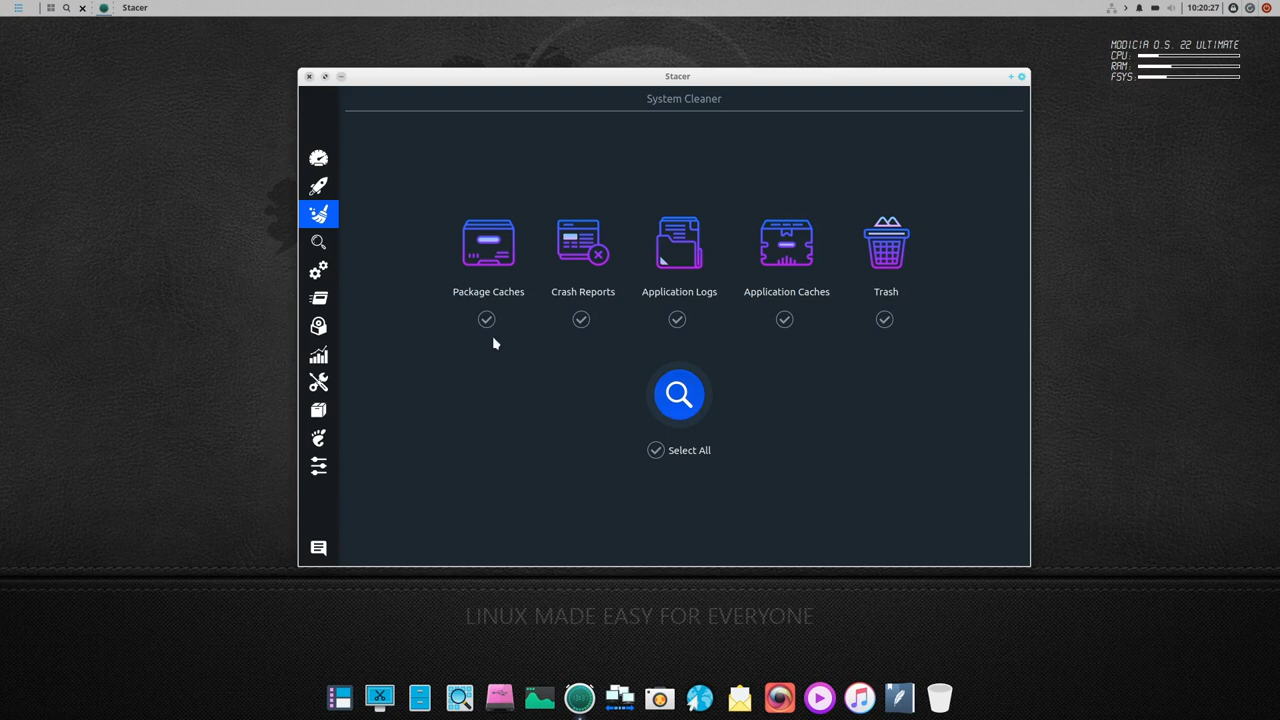 Stacer
10:20:27
MODICIA O.S. 22 ULTIMATE
CPU:
RAM:
FSYS:
Stacer
System Cleaner
Package Caches
Crash Reports
Application Logs
Application Caches
Trash
Select All
LINUX MADE EASY FOR EVERYONE